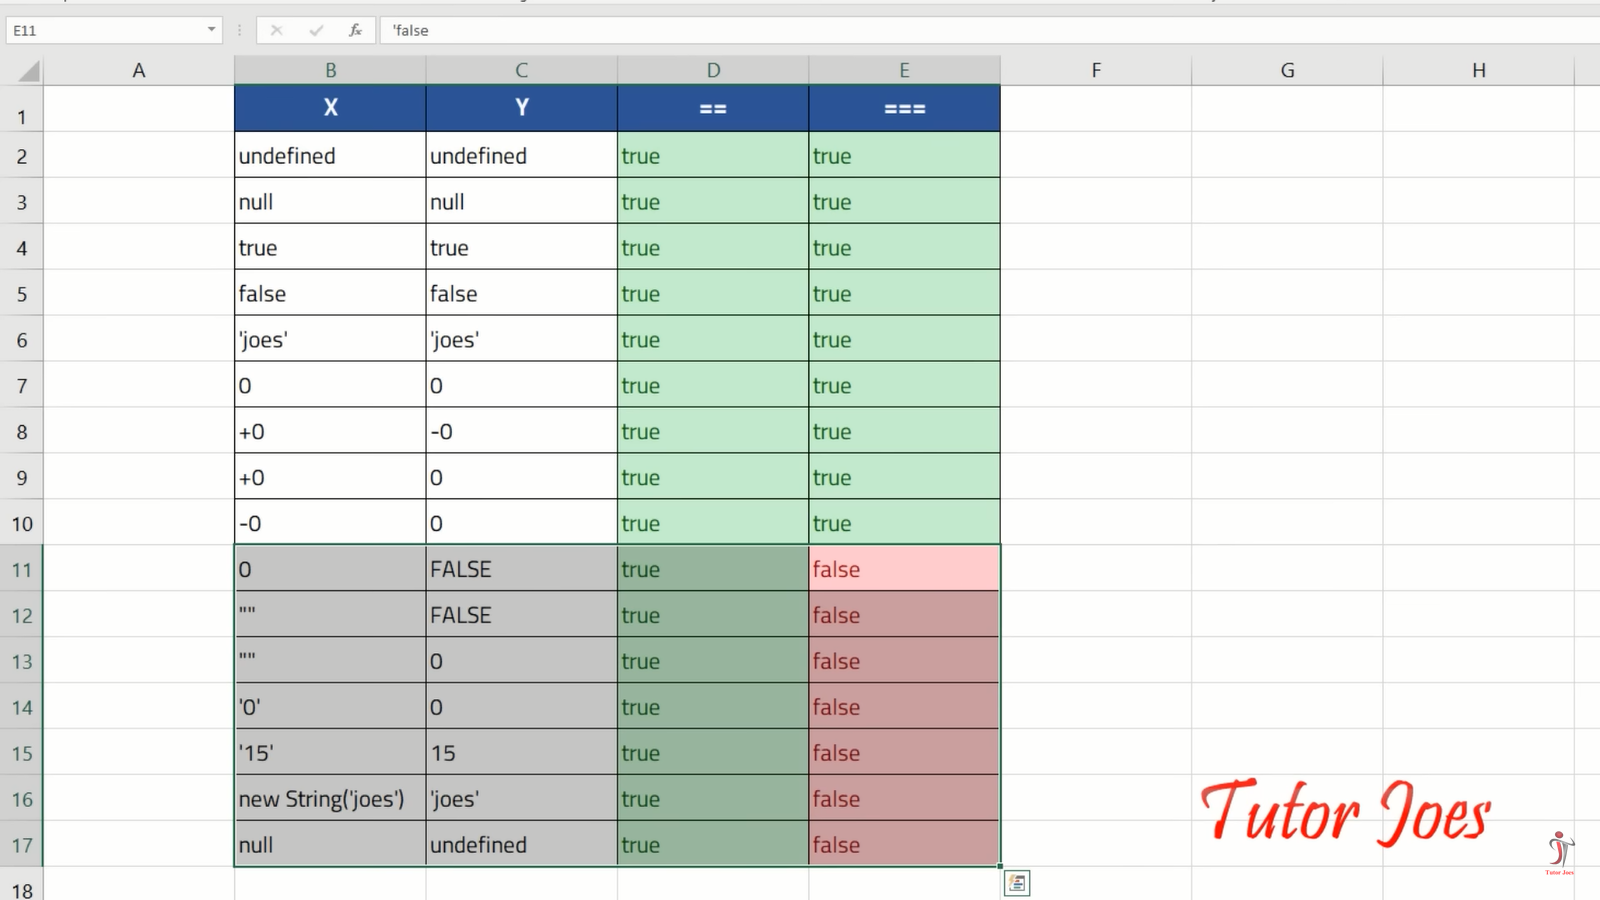 E11 fx 'false
A B C D E F G H
1 X Y == ===
2 undefined undefined true true
3 null null true true
4 true true true true
5 false false true true
6 'joes' 'joes' true true
7 0 0 true true
8 +0 -0 true true
9 +0 0 true true
10 -0 0 true true
11 0 FALSE true false
12 "" FALSE true false
13 "" 0 true false
14 '0' 0 true false
15 '15' 15 true false
16 new String('joes') 'joes' true false
17 null undefined true false
18
Tutor Joes
Tutor Joes